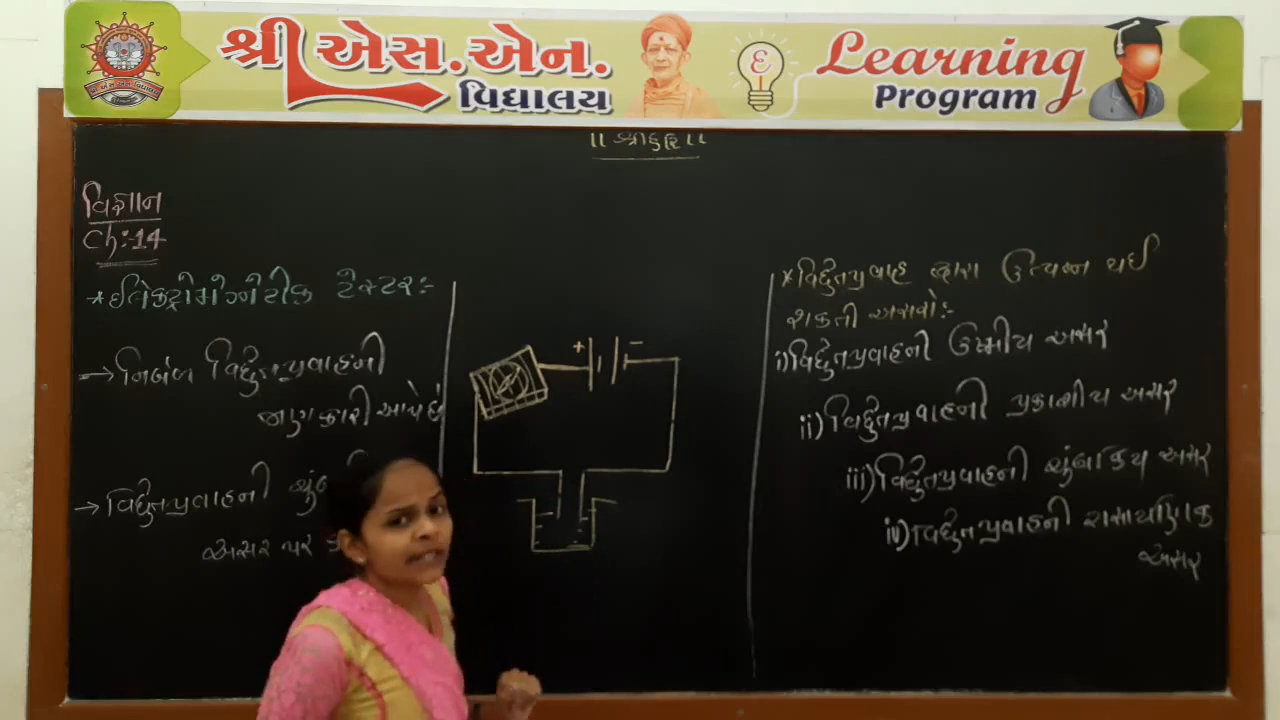 શ્રી એસ. એન.
વિદ્યાલય
Learning
Program
।। શ્રીહરિ ।।
વિજ્ઞાન
Ch:-14
* ઈલેક્ટ્રોમેગ્નેટીક ટેસ્ટર:-
→ નિર્બળ વિદ્યુતપ્રવાહની
જાણકારી આપે છે
→ વિદ્યુતપ્રવાહની
અસર પર
+ -
* વિદ્યુતપ્રવાહ દ્વારા ઉત્પન્ન થઈ
શકતી અસરો:-
i) વિદ્યુતપ્રવાહની ઉષ્મીય અસર
ii) વિદ્યુતપ્રવાહની પ્રકાશીય અસર
iii) વિદ્યુતપ્રવાહની ચુંબકિય અસર
iv) વિદ્યુતપ્રવાહની રાસાયણિક
અસર